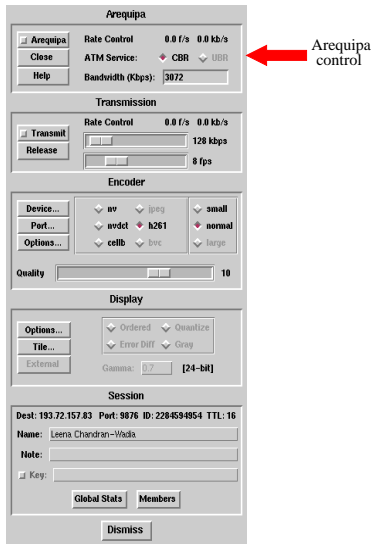 Arequipa
Arequipa Rate Control 0.0 f/s 0.0 kb/s
Close ATM Service: CBR UBR
Help Bandwidth (Kbps): 3072
Arequipa
control
Transmission
Rate Control 0.0 f/s 0.0 kb/s
Transmit 128 kbps
Release 8 fps
Encoder
Device... nv jpeg small
Port... nvdct h261 normal
Options... cellb bvc large
Quality 10
Display
Options... Ordered Quantize
Tile... Error Diff Gray
External Gamma: 0.7 [24-bit]
Session
Dest: 193.72.157.83 Port: 9876 ID: 2284594954 TTL: 16
Name: Leena Chandran-Wadia
Note:
Key:
Global Stats Members
Dismiss